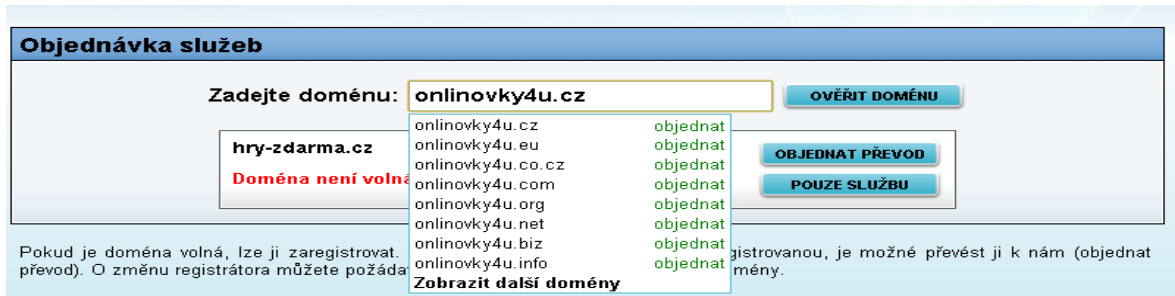 Objednávka služeb
Zadejte doménu: onlinovky4u.cz OVĚŘIT DOMÉNU
onlinovky4u.cz objednat
onlinovky4u.eu objednat
onlinovky4u.co.cz objednat
onlinovky4u.com objednat
onlinovky4u.org objednat
onlinovky4u.net objednat
onlinovky4u.biz objednat
onlinovky4u.info objednat
Zobrazit další domény
hry-zdarma.cz OBJEDNAT PŘEVOD
Doména není volná POUZE SLUŽBU
Pokud je doména volná, lze ji zaregistrovat. gistrovanou, je možné převést ji k nám (objednat
převod). O změnu registrátora můžete požáda mény.